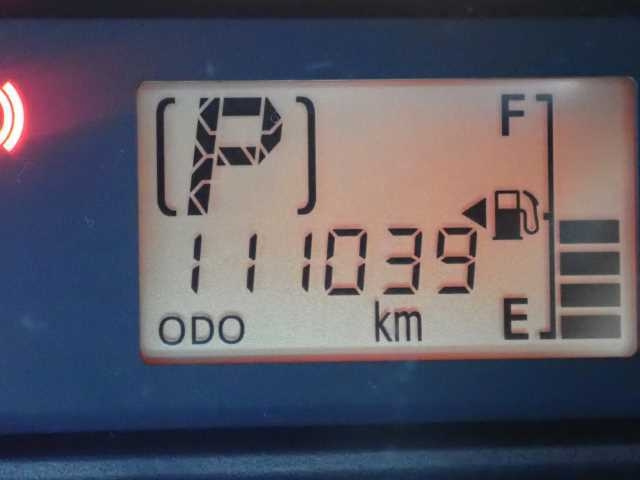 [P]
F
111039
ODO km E